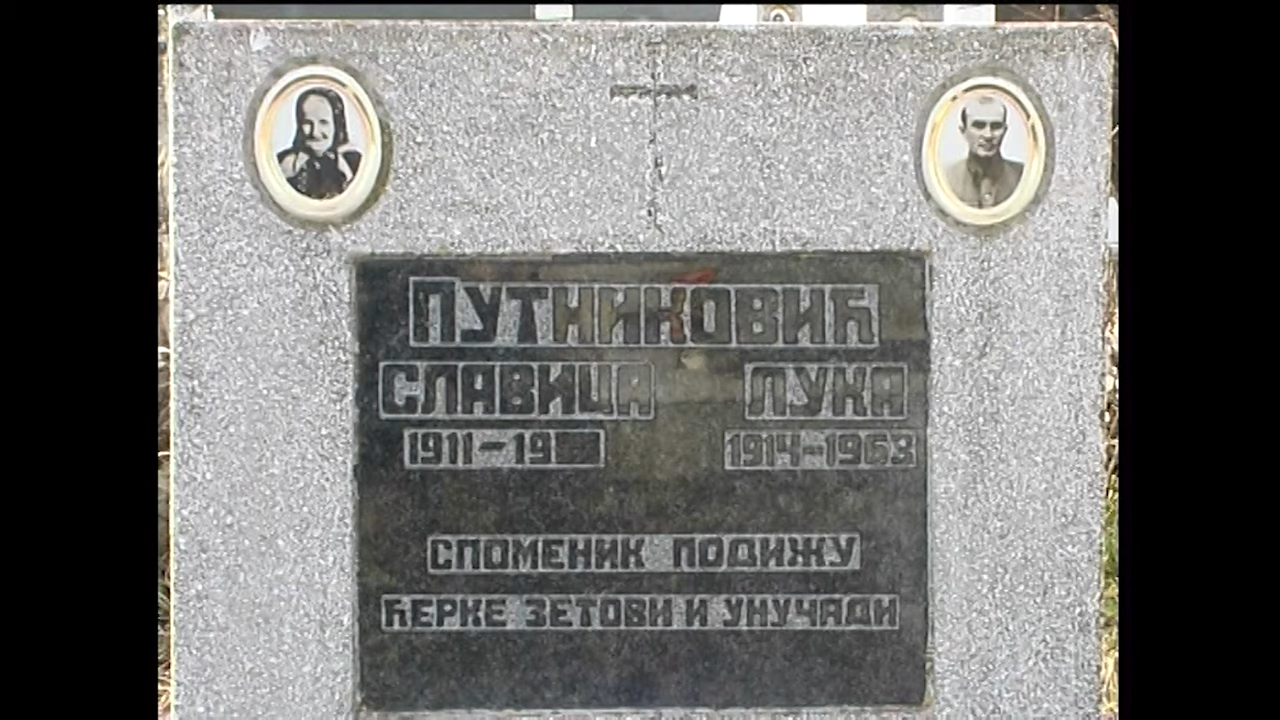 Путниковић
СЛАВИЦА ЛУКА
1914-1963
СПОМЕНИК ПОДИЖУ
ЋЕРКЕ ЗЕТОВИ И УНУЧАДИ